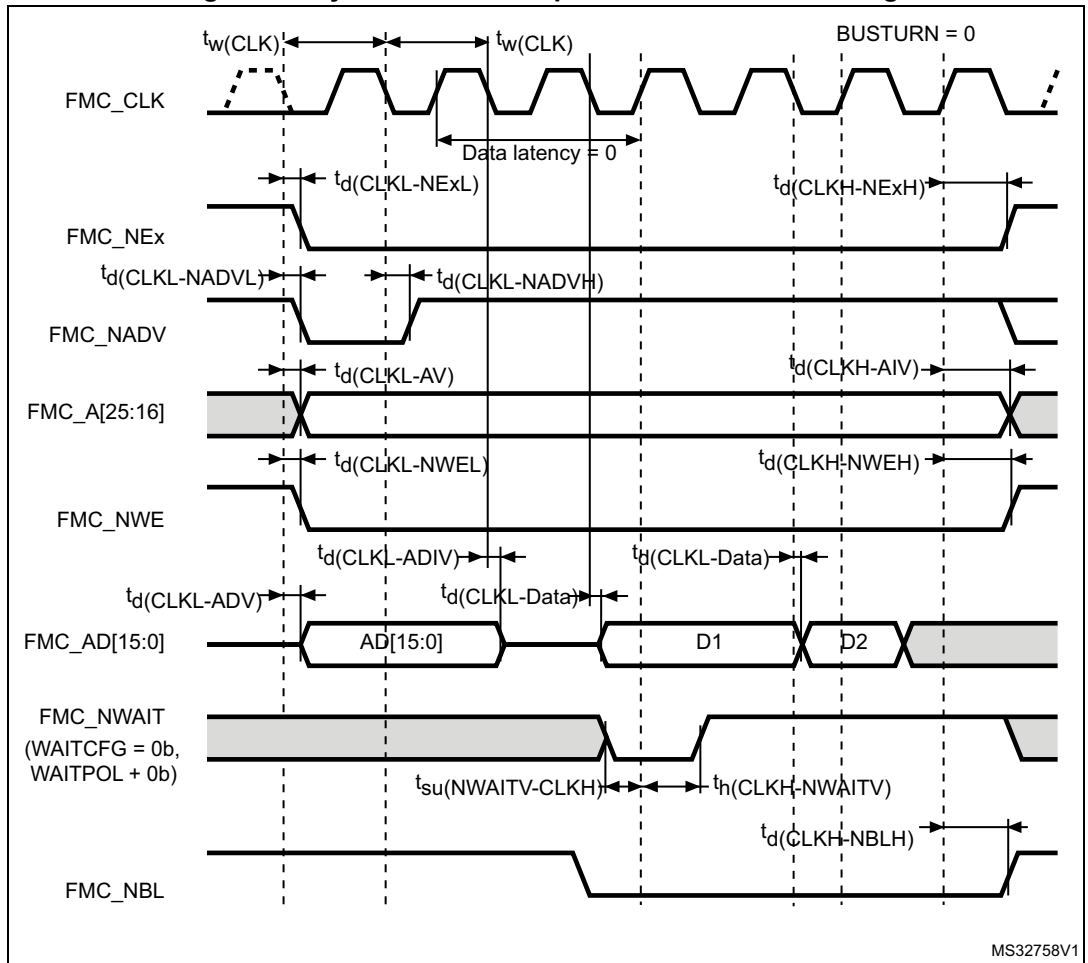 tw(CLK) tw(CLK) BUSTURN = 0
FMC_CLK
Data latency = 0
td(CLKL-NExL) td(CLKH-NExH)
FMC_NEx
td(CLKL-NADVL) td(CLKL-NADVH)
FMC_NADV
td(CLKL-AV) td(CLKH-AIV)
FMC_A[25:16]
td(CLKL-NWEL) td(CLKH-NWEH)
FMC_NWE
td(CLKL-ADIV) td(CLKL-Data)
td(CLKL-ADV) td(CLKL-Data)
FMC_AD[15:0] AD[15:0] D1 D2
FMC_NWAIT
(WAITCFG = 0b,
WAITPOL + 0b)
tsu(NWAITV-CLKH) th(CLKH-NWAITV)
td(CLKH-NBLH)
FMC_NBL
MS32758V1